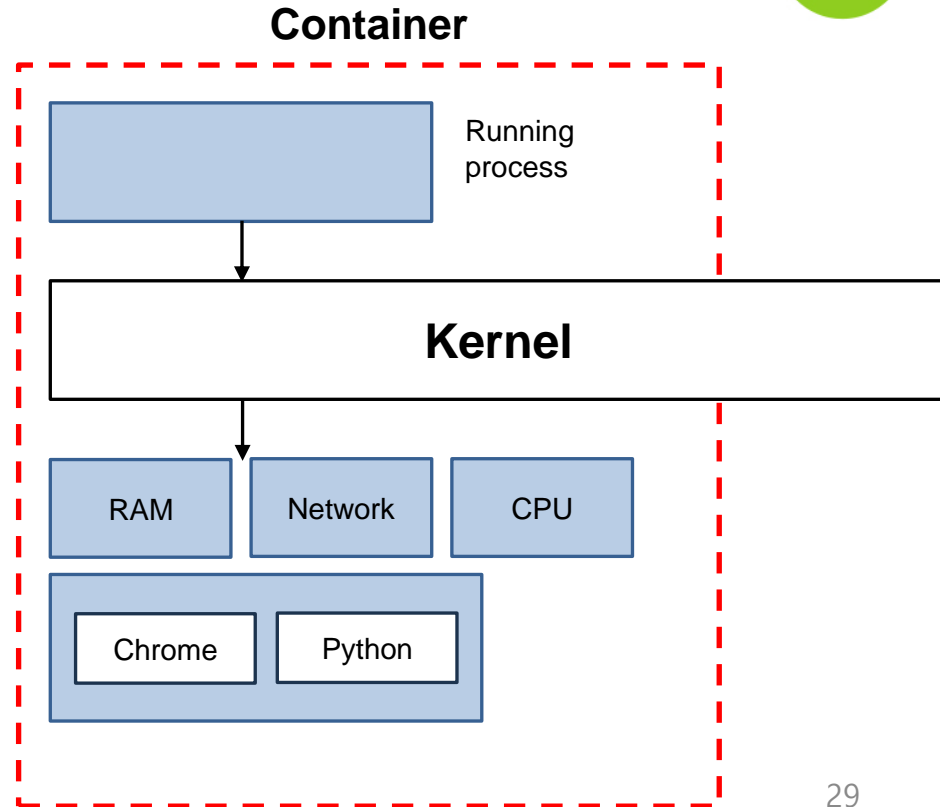 Container
Running
process
Kernel
RAM
Network
CPU
Chrome
Python
29